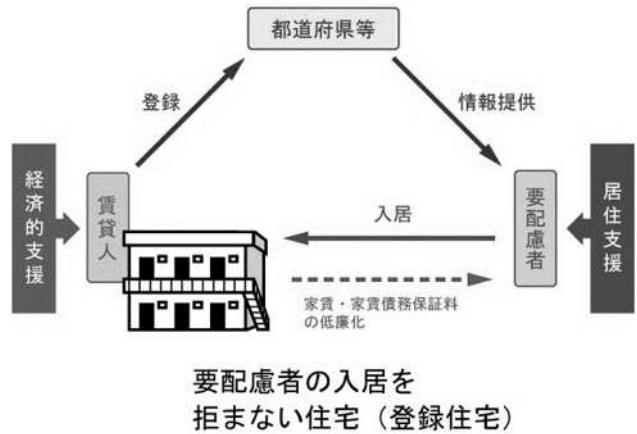 都道府県等
登録
情報提供
経済的支援
賃貸人
入居
要配慮者
居住支援
家賃・家賃債務保証料
の低廉化
要配慮者の入居を
拒まない住宅（登録住宅）